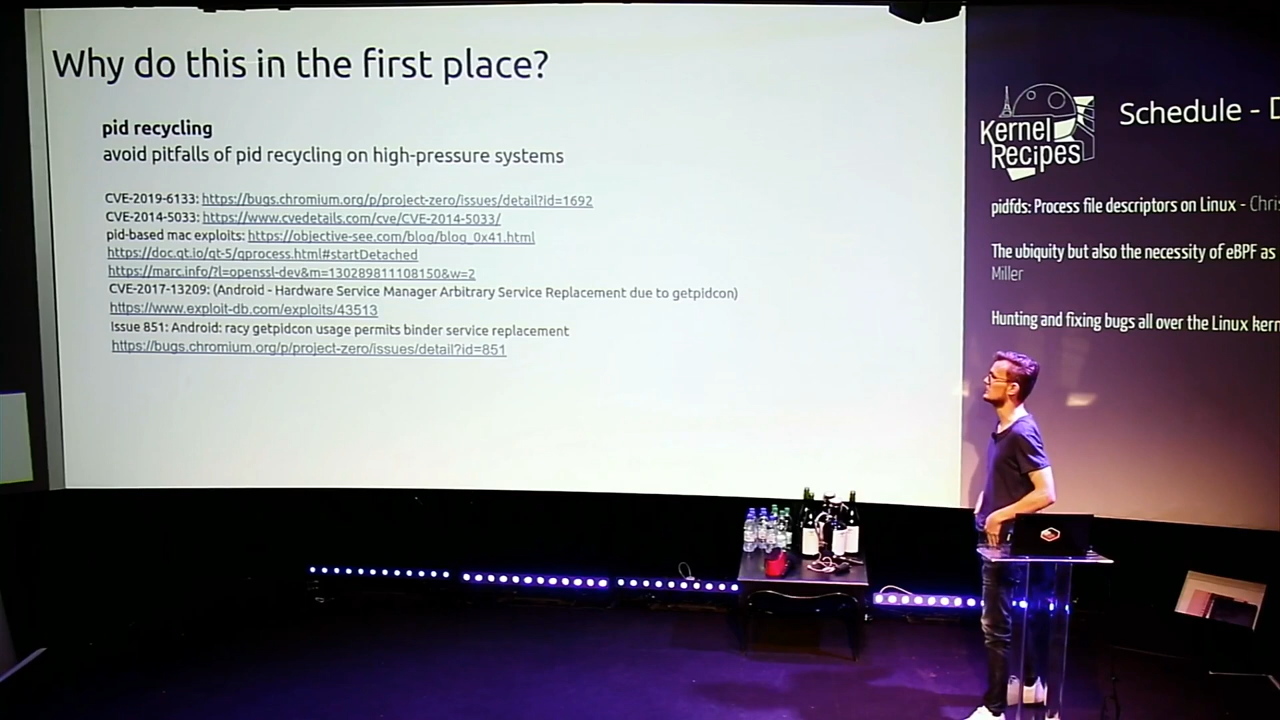 Why do this in the first place?
pid recycling
avoid pitfalls of pid recycling on high-pressure systems
CVE-2019-6133: https://bugs.chromium.org/p/project-zero/issues/detail?id=1692
CVE-2014-5033: https://www.cvedetails.com/cve/CVE-2014-5033/
pid-based mac exploits: https://objective-see.com/blog/blog_0x41.html
https://doc.qt.io/qt-5/qprocess.html#startDetached
https://marc.info/?l=openssl-dev&m=130289811108150&w=2
CVE-2017-13209: (Android - Hardware Service Manager Arbitrary Service Replacement due to getpidcon)
https://www.exploit-db.com/exploits/43513
Issue 851: Android: racy getpidcon usage permits binder service replacement
https://bugs.chromium.org/p/project-zero/issues/detail?id=851
Kernel
Recipes
Schedule - D
pidfds: Process file descriptors on Linux - Chris
The ubiquity but also the necessity of eBPF as
Miller
Hunting and fixing bugs all over the Linux kern